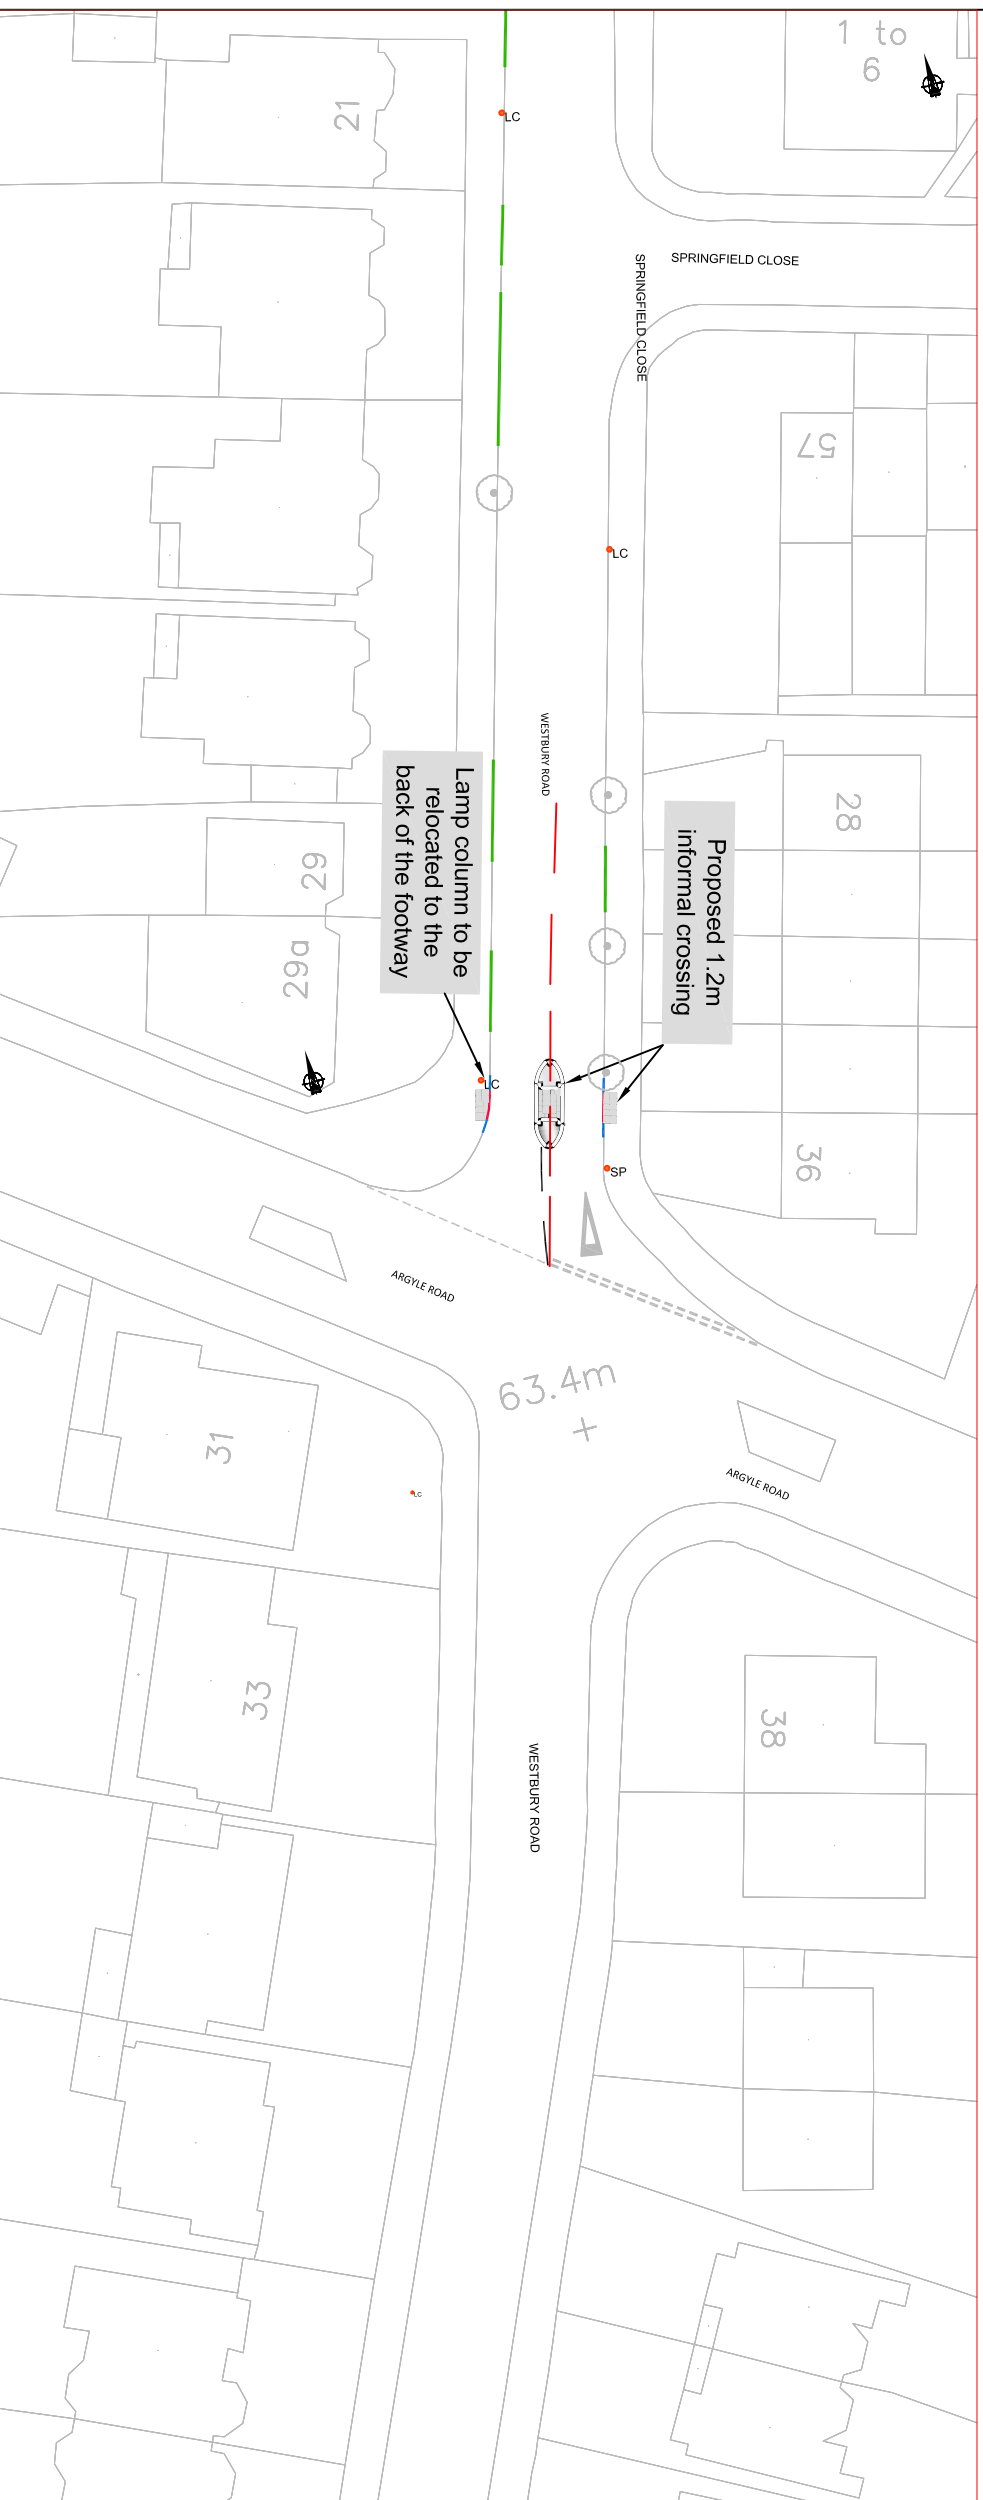 1 to
6
21
LC
SPRINGFIELD CLOSE
SPRINGFIELD CLOSE
57
LC
WESTBURY ROAD
Lamp column to be
relocated to the
back of the footway
Proposed 1.2m
informal crossing
28
29
29a
LC
36
SP
ARGYLE ROAD
63.4m
+
31
ARGYLE ROAD
LC
33
38
WESTBURY ROAD